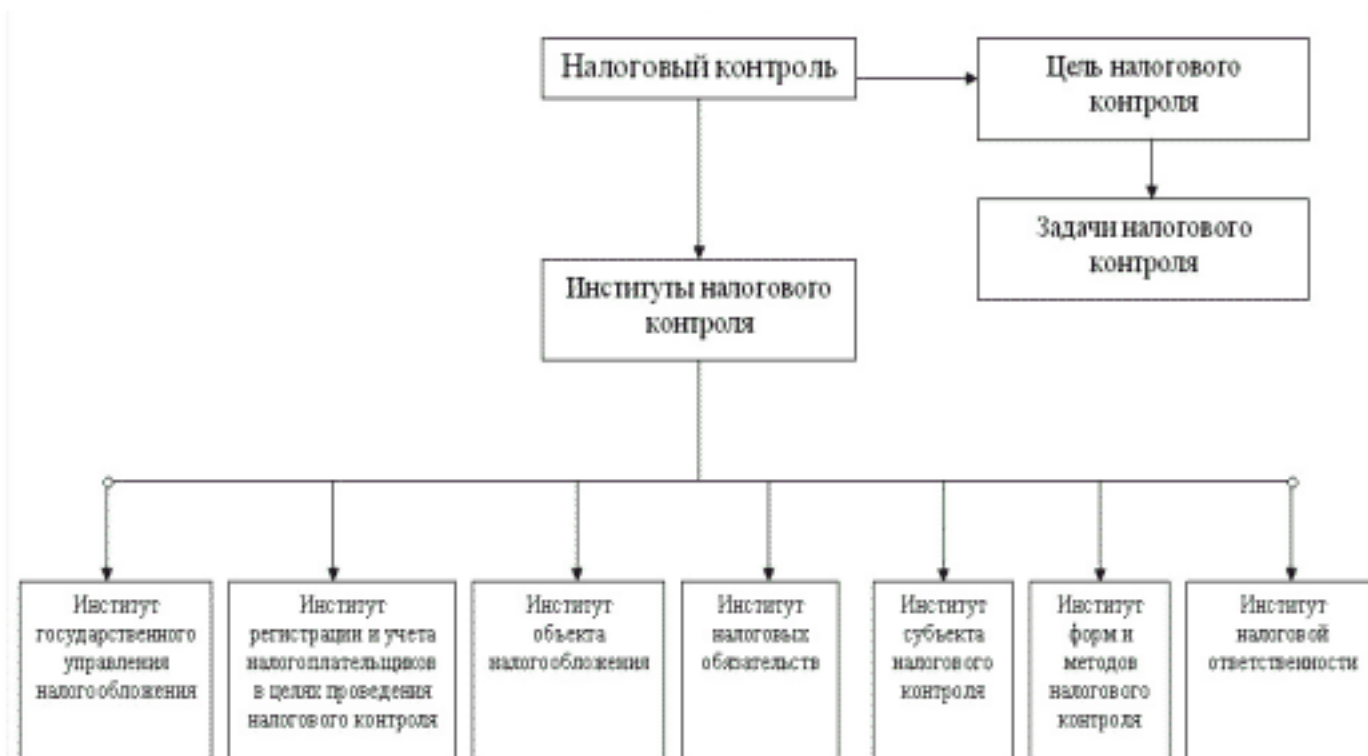 Налоговый контроль
Цель налогового
контроля
Задачи налогового
контроля
Институты налогового
контроля
Институт
государственного
управления
налогообложения
Институт
регистрации и учета
налогоплательщиков
в целях проведения
налогового контроля
Институт
объекта
налогообложения
Институт
налоговых
обязательств
Институт
субъекта
налогового
контроля
Институт
форм и
методов
налогового
контроля
Институт
налоговой
ответственности